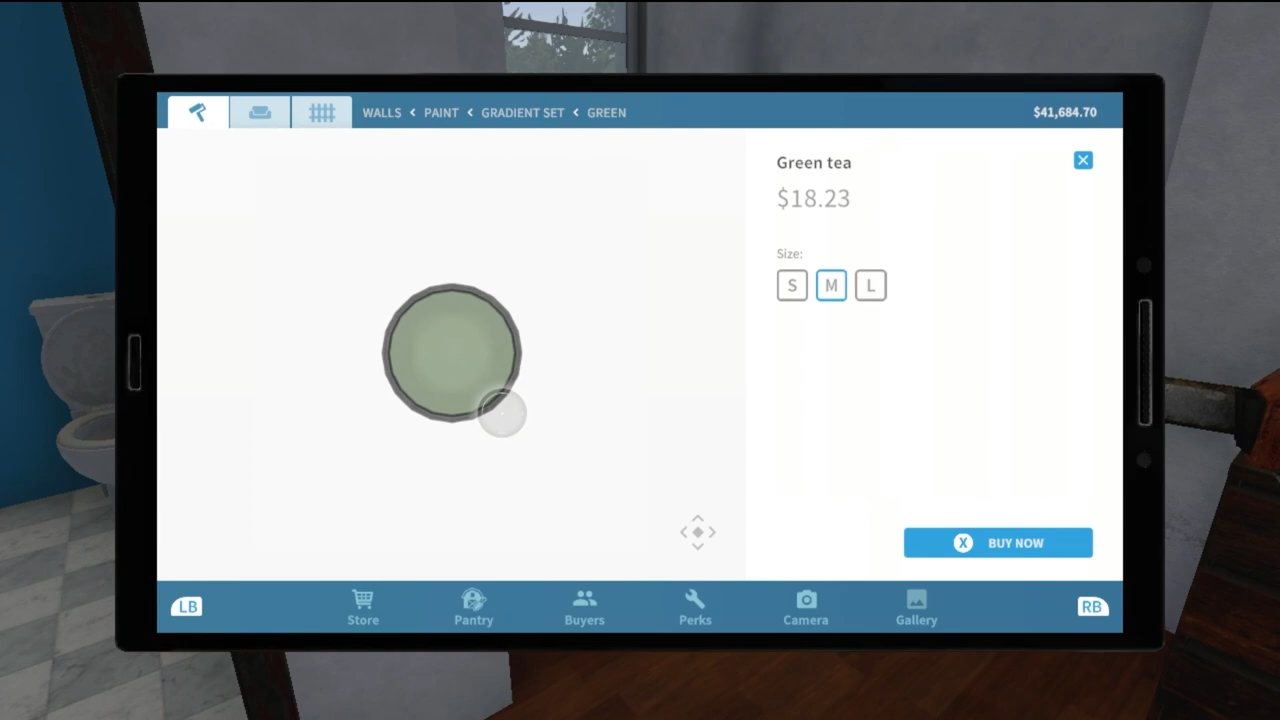 WALLS < PAINT < GRADIENT SET < GREEN
$41,684.70
Green tea
$18.23
Size:
S M L
X BUY NOW
LB
Store
Pantry
Buyers
Perks
Camera
Gallery
RB